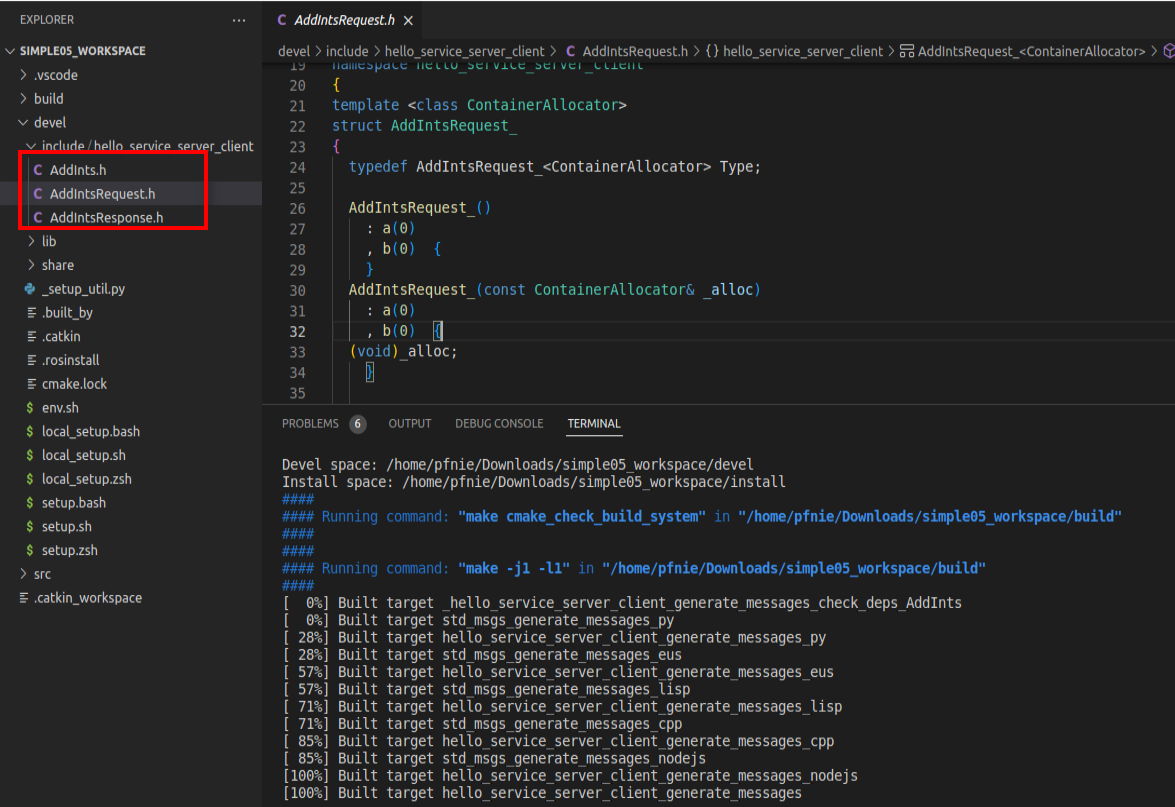 EXPLORER
SIMPLE05_WORKSPACE
.vscode
build
devel
include/hello_service_server_client
C AddInts.h
C AddIntsRequest.h
C AddIntsResponse.h
lib
share
_setup_util.py
.built_by
.catkin
.rosinstall
cmake.lock
$ env.sh
$ local_setup.bash
$ local_setup.sh
$ local_setup.zsh
$ setup.bash
$ setup.sh
$ setup.zsh
src
.catkin_workspace
C AddIntsRequest.h ×
devel > include > hello_service_server_client > C AddIntsRequest.h > {} hello_service_server_client > AddIntsRequest_<ContainerAllocator> >
19 namespace hello_service_server_client
20 {
21 template <class ContainerAllocator>
22 struct AddIntsRequest_
23 {
24 typedef AddIntsRequest_<ContainerAllocator> Type;
25
26 AddIntsRequest_()
27 : a(0)
28 , b(0) {
29 }
30 AddIntsRequest_(const ContainerAllocator& _alloc)
31 : a(0)
32 , b(0) {
33 (void)_alloc;
34 }
35
PROBLEMS 6 OUTPUT DEBUG CONSOLE TERMINAL
Devel space: /home/pfnie/Downloads/simple05_workspace/devel
Install space: /home/pfnie/Downloads/simple05_workspace/install
####
#### Running command: "make cmake_check_build_system" in "/home/pfnie/Downloads/simple05_workspace/build"
####
####
#### Running command: "make -j1 -l1" in "/home/pfnie/Downloads/simple05_workspace/build"
####
[ 0%] Built target _hello_service_server_client_generate_messages_check_deps_AddInts
[ 0%] Built target std_msgs_generate_messages_py
[ 28%] Built target hello_service_server_client_generate_messages_py
[ 28%] Built target std_msgs_generate_messages_eus
[ 57%] Built target hello_service_server_client_generate_messages_eus
[ 57%] Built target std_msgs_generate_messages_lisp
[ 71%] Built target hello_service_server_client_generate_messages_lisp
[ 71%] Built target std_msgs_generate_messages_cpp
[ 85%] Built target hello_service_server_client_generate_messages_cpp
[ 85%] Built target std_msgs_generate_messages_nodejs
[100%] Built target hello_service_server_client_generate_messages_nodejs
[100%] Built target hello_service_server_client_generate_messages